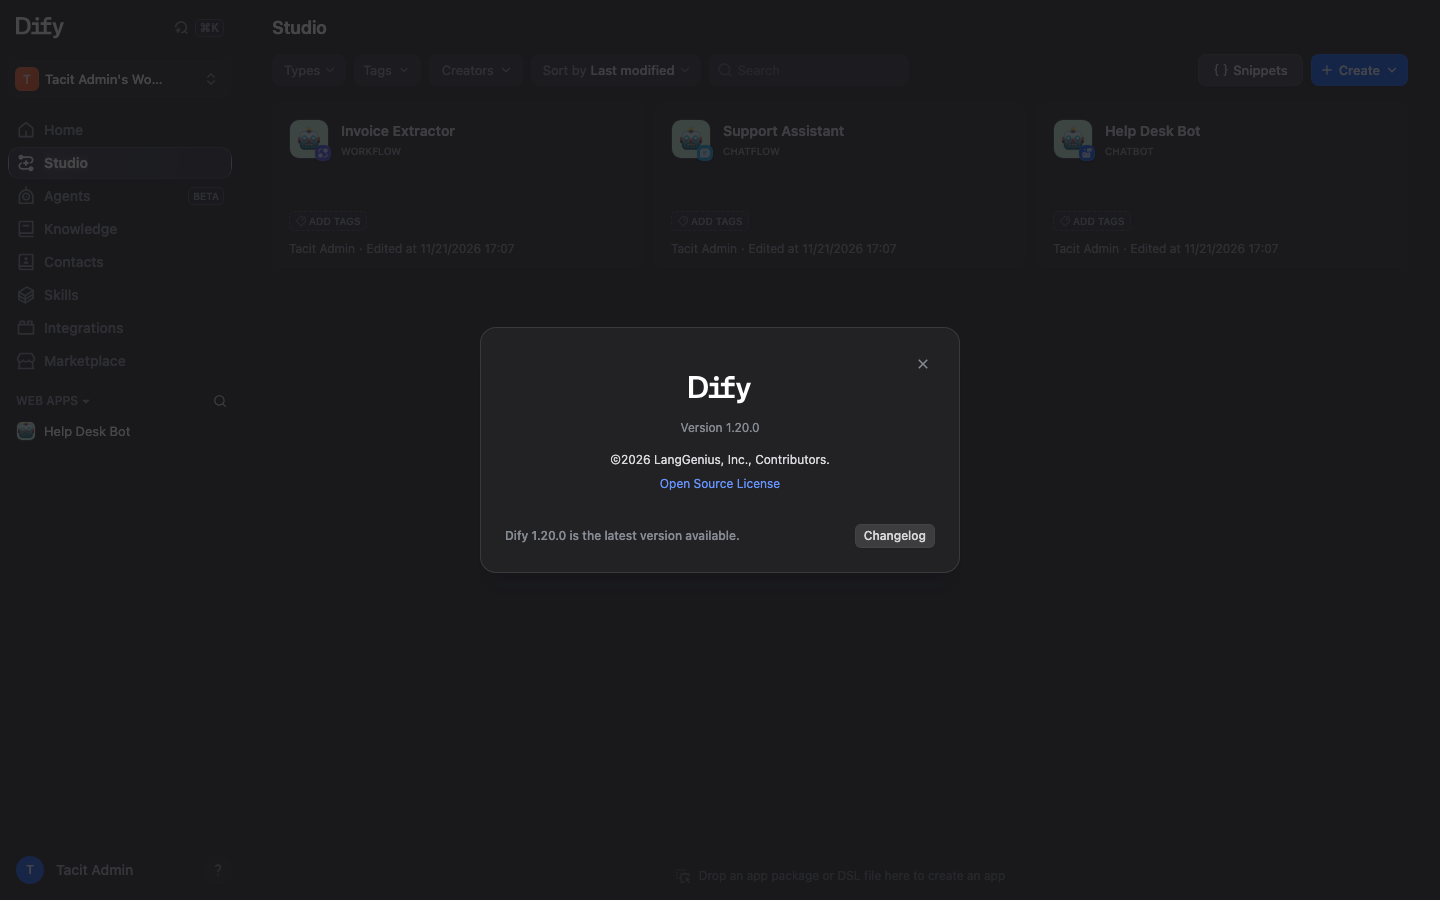 Dify
⌘K
Tacit Admin's Wo...
Home
Studio
Agents
BETA
Knowledge
Contacts
Skills
Integrations
Marketplace
WEB APPS
Help Desk Bot
T
T
Tacit Admin
?
Studio
Types
Tags
Creators
Sort by Last modified
Search
{ } Snippets
+ Create
Invoice Extractor
WORKFLOW
ADD TAGS
Tacit Admin · Edited at 11/21/2026 17:07
Support Assistant
CHATFLOW
ADD TAGS
Tacit Admin · Edited at 11/21/2026 17:07
Help Desk Bot
CHATBOT
ADD TAGS
Tacit Admin · Edited at 11/21/2026 17:07
Dify
Version 1.20.0
©2026 LangGenius, Inc., Contributors.
Open Source License
Dify 1.20.0 is the latest version available.
Changelog
Drop an app package or DSL file here to create an app